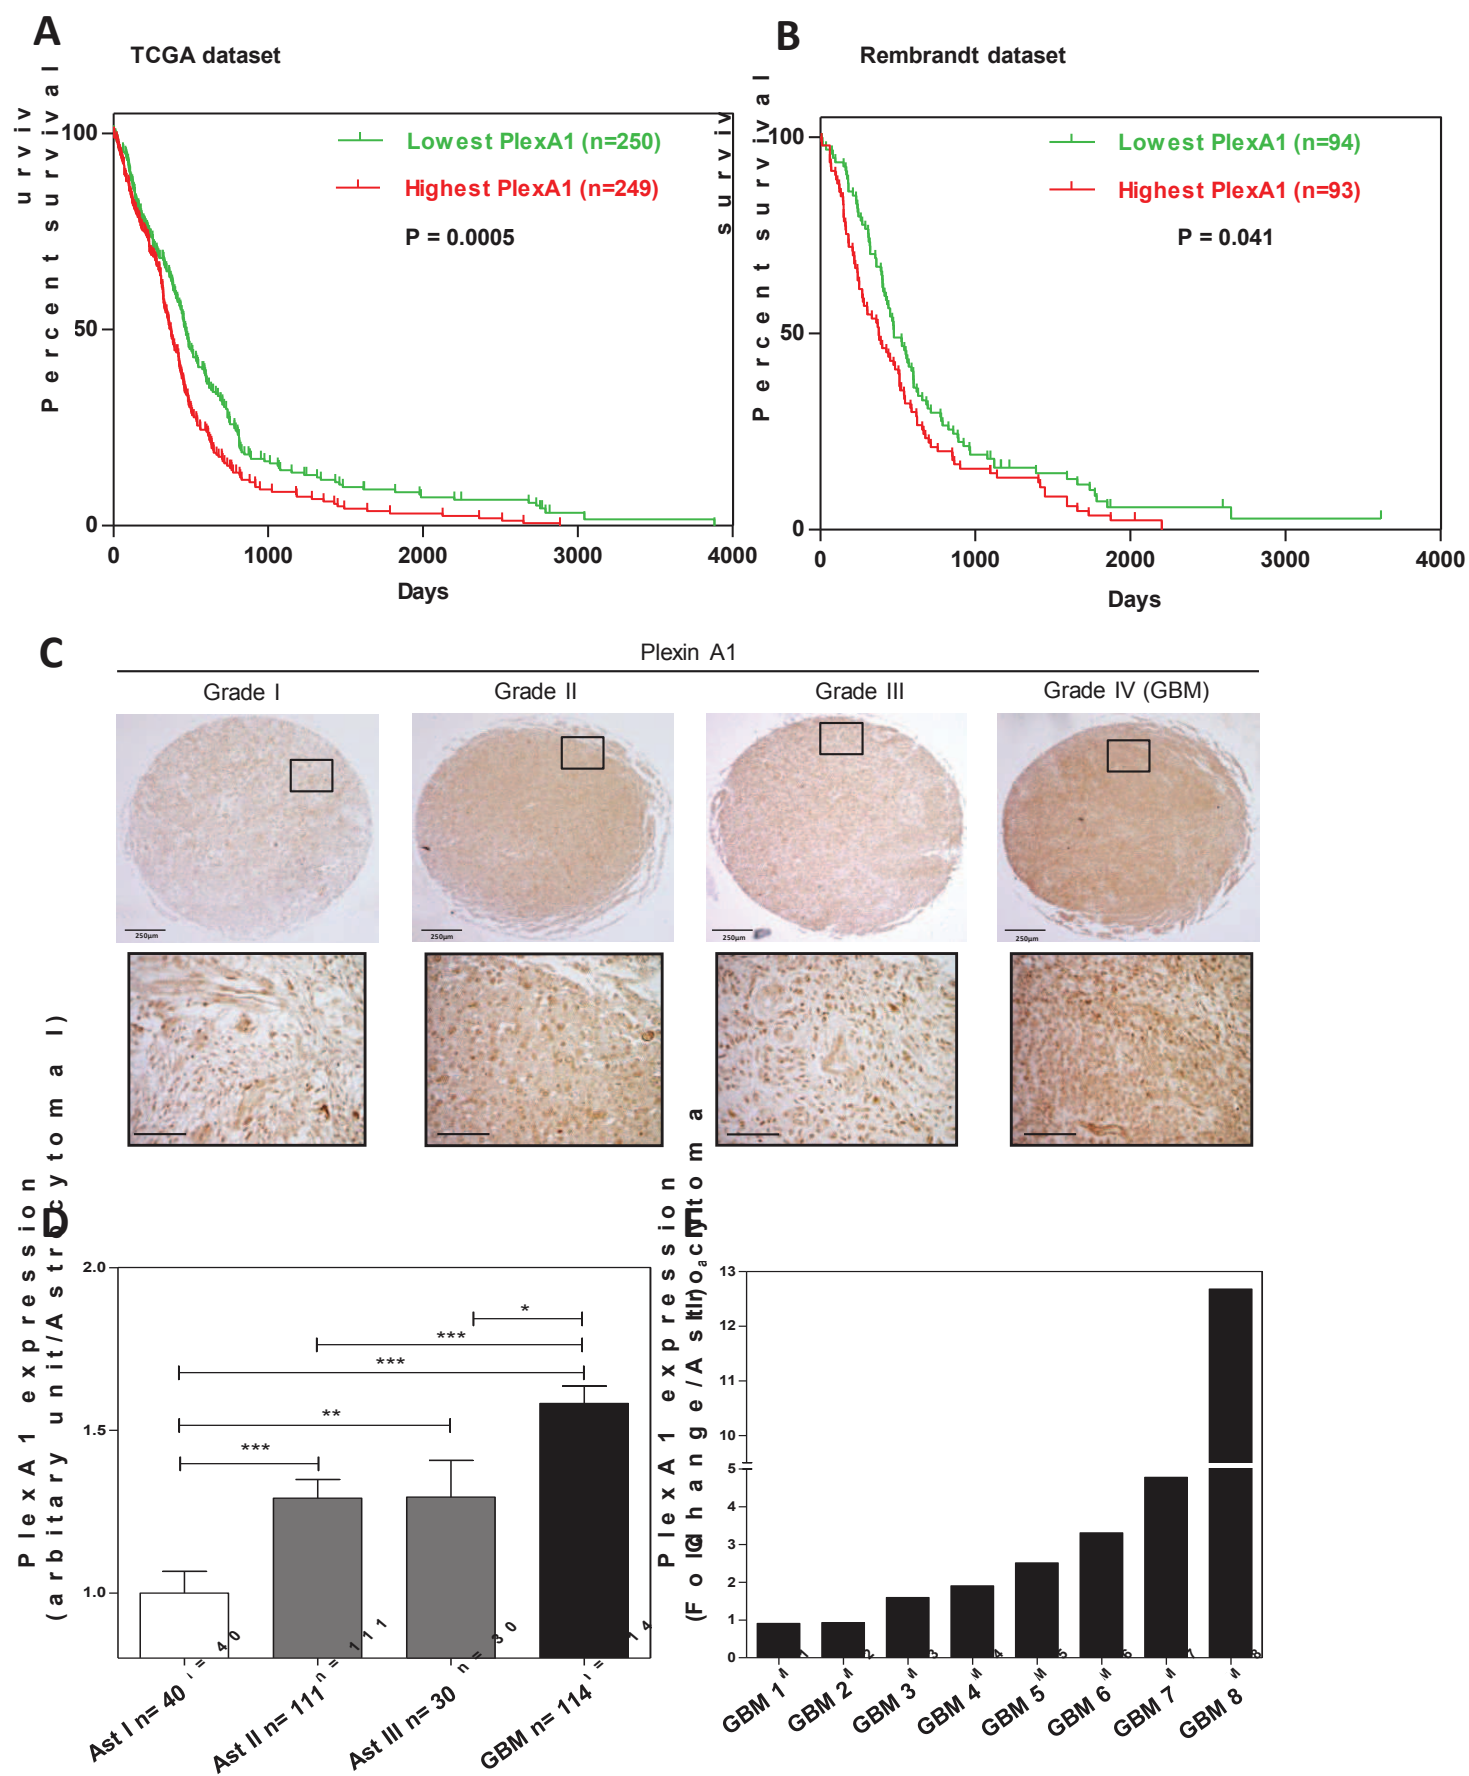 A
TCGA dataset
Percent survival
urviv
100
50
0
Lowest PlexA1 (n=250)
Highest PlexA1 (n=249)
P = 0.0005
0 1000 2000 3000 4000
Days
B
Rembrandt dataset
Percent survival
surviv
100
50
0
Lowest PlexA1 (n=94)
Highest PlexA1 (n=93)
P = 0.041
0 1000 2000 3000 4000
Days
C
Plexin A1
Grade I Grade II Grade III Grade IV (GBM)
250µm 250µm 250µm 250µm
D
PlexA1 expression
(arbitary unit/Astrocytoma I)
2.0
1.5
1.0
*
***
***
**
***
Ast I n= 40
Ast II n= 111
Ast III n= 30
GBM n= 114
PlexA1 expression
13
12
11
10
5
4
3
2
1
0
GBM 1
GBM 2
GBM 3
GBM 4
GBM 5
GBM 6
GBM 7
GBM 8